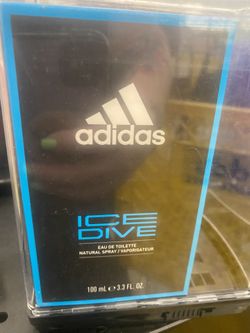 adidas
ICE
DIVE
EAU DE TOILETTE
NATURAL SPRAY / VAPORISATEUR
100 mL ℮ 3.3 FL. OZ.